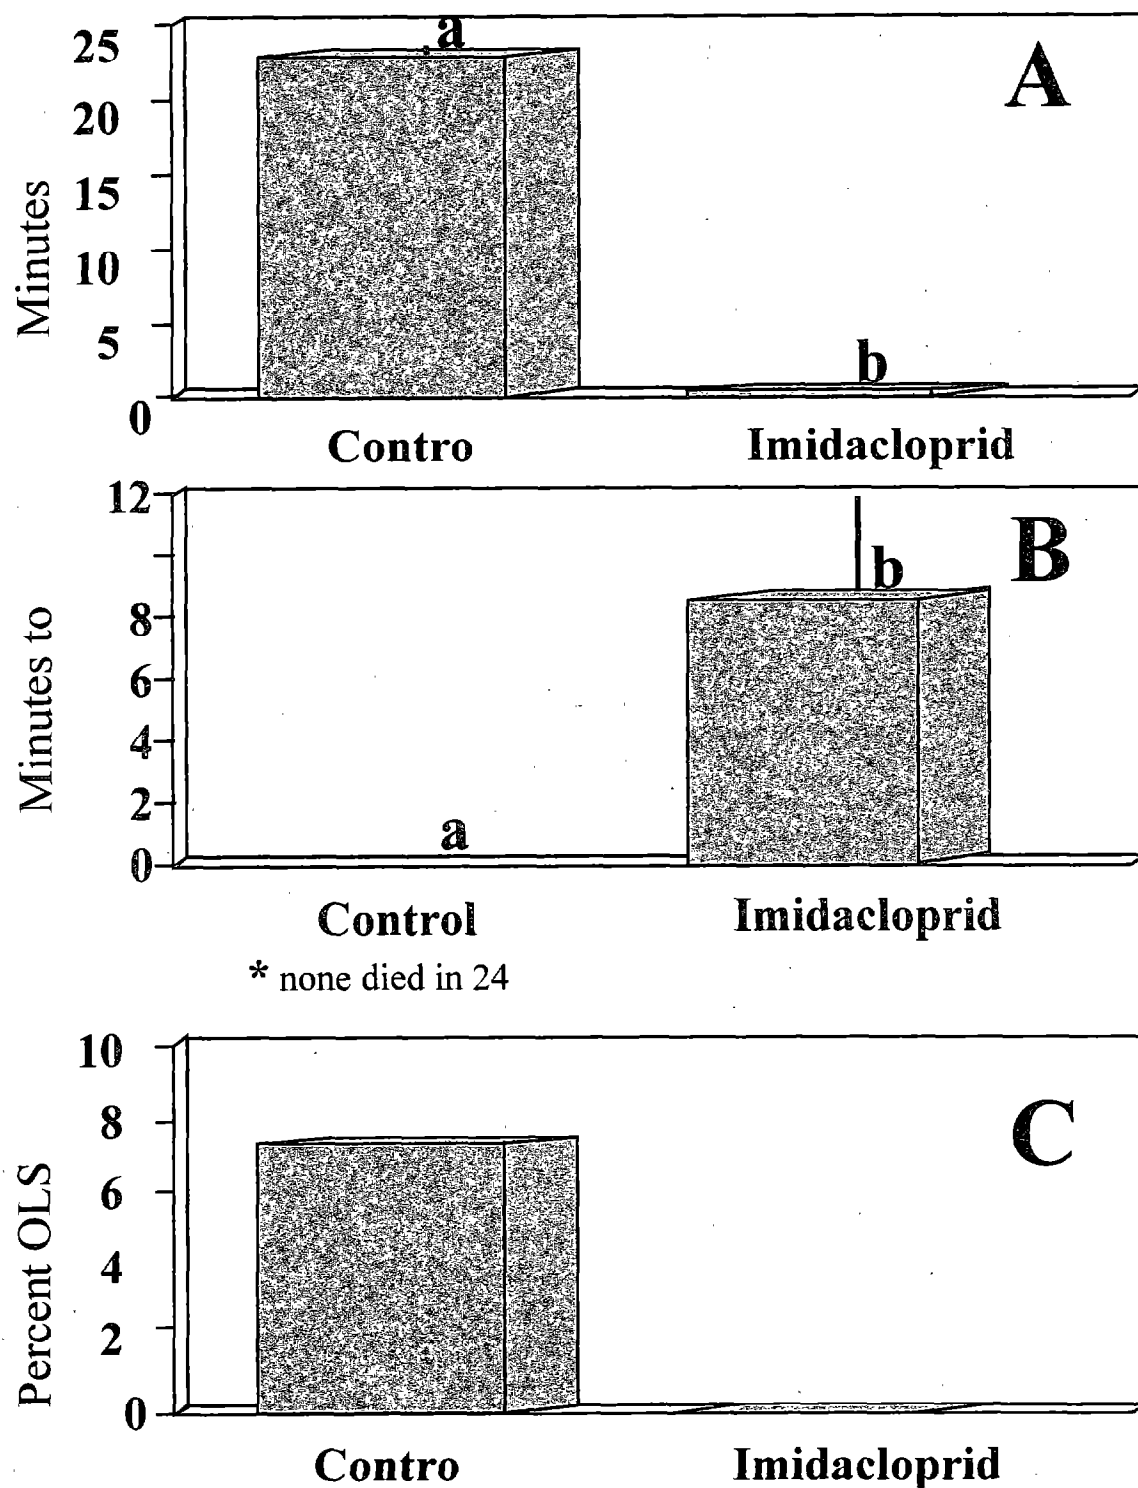 25
20
15
10
5
0
Minutes
a
b
A
Contro
Imidacloprid
12
8
6
4
2
0
Minutes to
a
b
B
Control
Imidacloprid
* none died in 24
10
8
6
4
2
0
Percent OLS
C
Contro
Imidacloprid